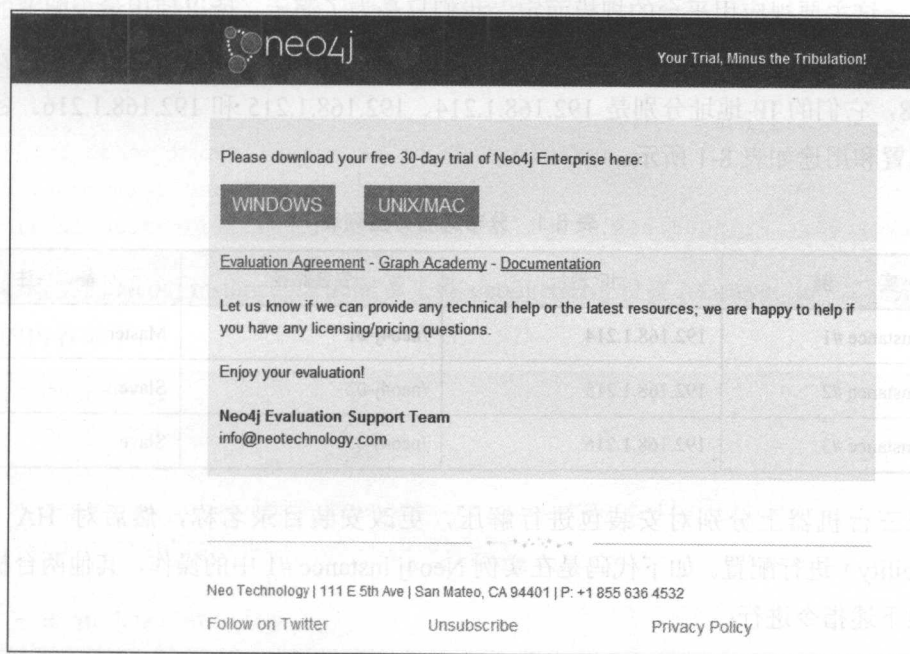 neo4j
Your Trial, Minus the Tribulation!
Please download your free 30-day trial of Neo4j Enterprise here:
WINDOWS UNIX/MAC
Evaluation Agreement - Graph Academy - Documentation
Let us know if we can provide any technical help or the latest resources; we are happy to help if
you have any licensing/pricing questions.
Enjoy your evaluation!
Neo4j Evaluation Support Team
info@neotechnology.com
Neo Technology | 111 E 5th Ave | San Mateo, CA 94401 | P: +1 855 636 4532
Follow on Twitter Unsubscribe Privacy Policy